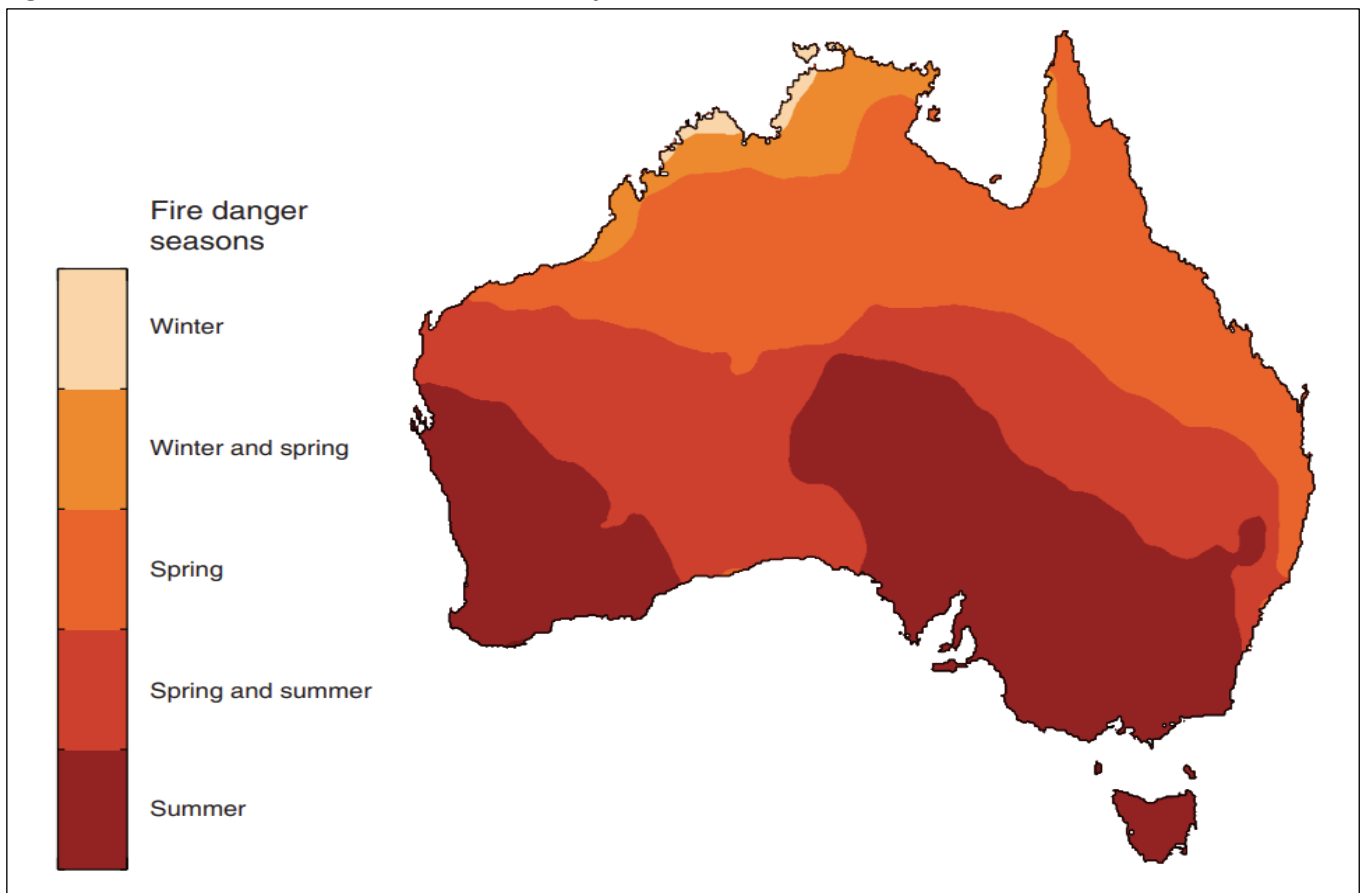 Fire danger
seasons
Winter
Winter and spring
Spring
Spring and summer
Summer